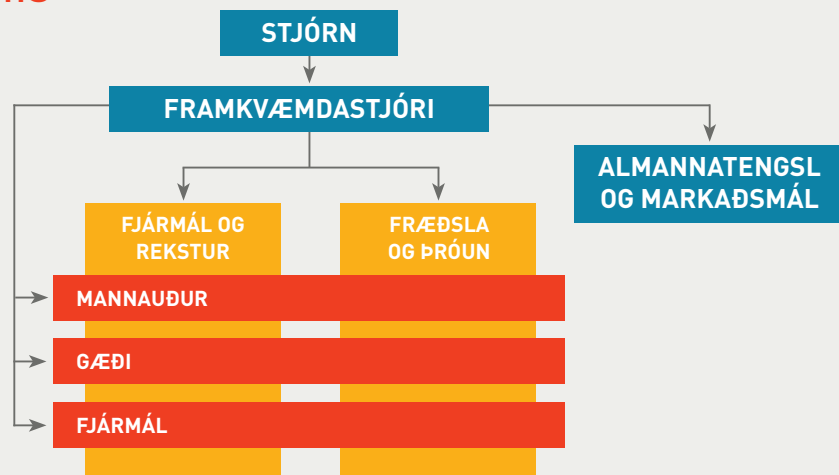 STJÓRN
FRAMKVÆMDASTJÓRI
ALMANNATENGSL
OG MARKAÐSMÁL
FJÁRMÁL OG
REKSTUR
FRÆÐSLA
OG ÞRÓUN
MANNAUÐUR
GÆÐI
FJÁRMÁL